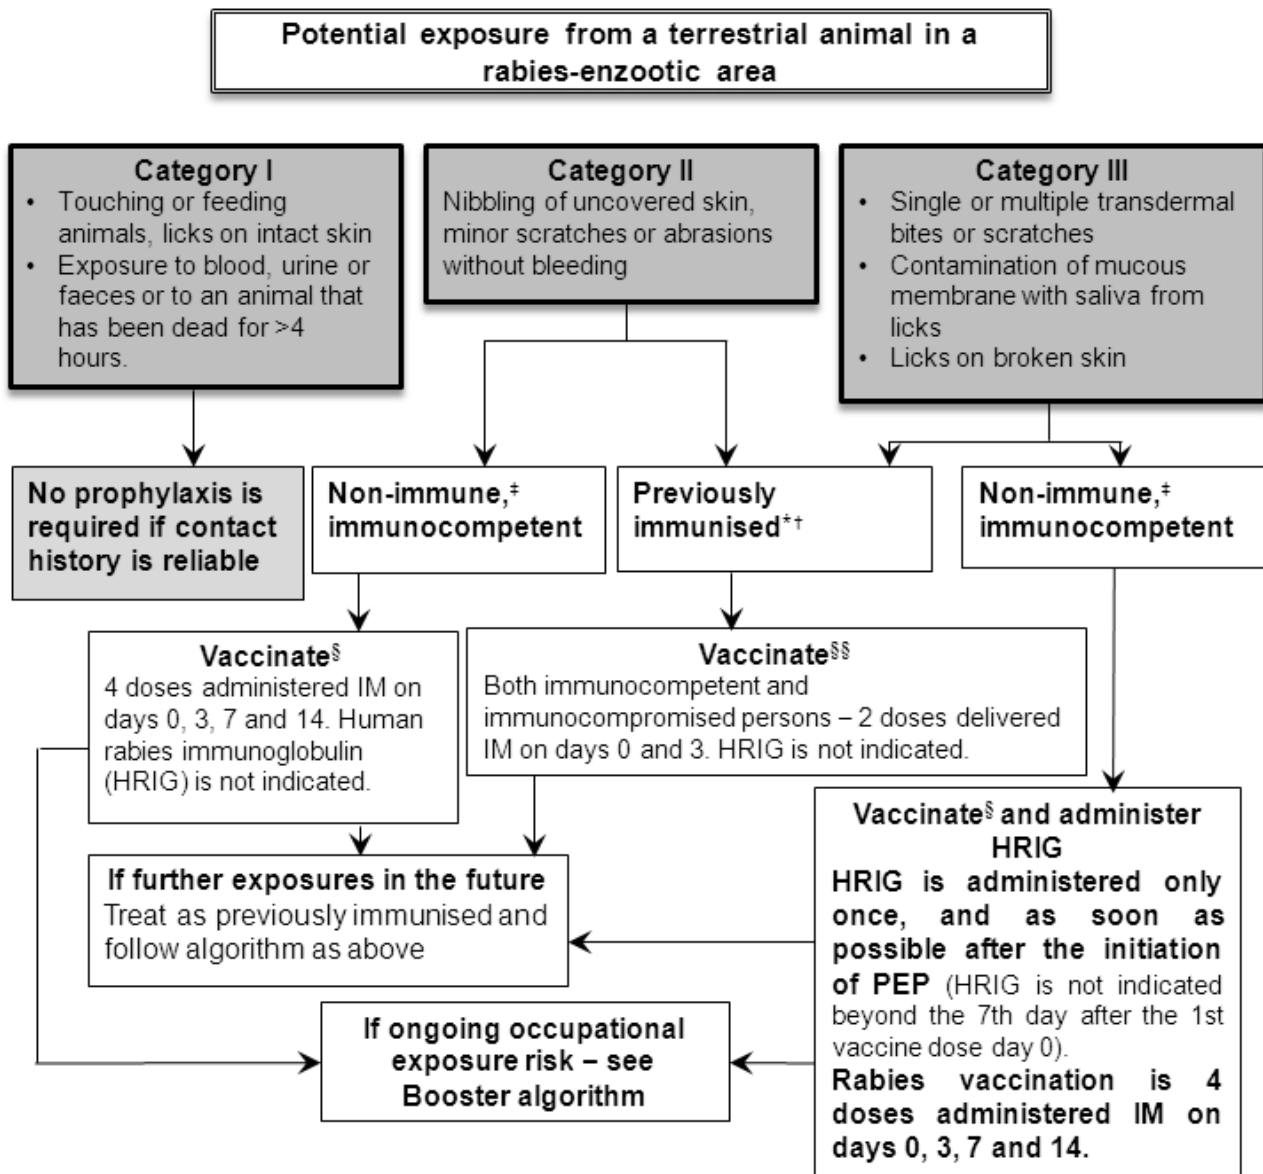 Potential exposure from a terrestrial animal in a
rabies-enzootic area
Category I
• Touching or feeding
animals, licks on intact skin
• Exposure to blood, urine or
faeces or to an animal that
has been dead for >4
hours.
Category II
Nibbling of uncovered skin,
minor scratches or abrasions
without bleeding
Category III
• Single or multiple transdermal
bites or scratches
• Contamination of mucous
membrane with saliva from
licks
• Licks on broken skin
No prophylaxis is
required if contact
history is reliable
Non-immune,‡
immunocompetent
Previously
immunised*†
Non-immune,‡
immunocompetent
Vaccinate§
4 doses administered IM on
days 0, 3, 7 and 14. Human
rabies immunoglobulin
(HRIG) is not indicated.
Vaccinate§§
Both immunocompetent and
immunocompromised persons – 2 doses delivered
IM on days 0 and 3. HRIG is not indicated.
Vaccinate§ and administer
HRIG
HRIG is administered only
once, and as soon as
possible after the initiation
of PEP (HRIG is not indicated
beyond the 7th day after the 1st
vaccine dose day 0).
Rabies vaccination is 4
doses administered IM on
days 0, 3, 7 and 14.
If further exposures in the future
Treat as previously immunised and
follow algorithm as above
If ongoing occupational
exposure risk – see
Booster algorithm